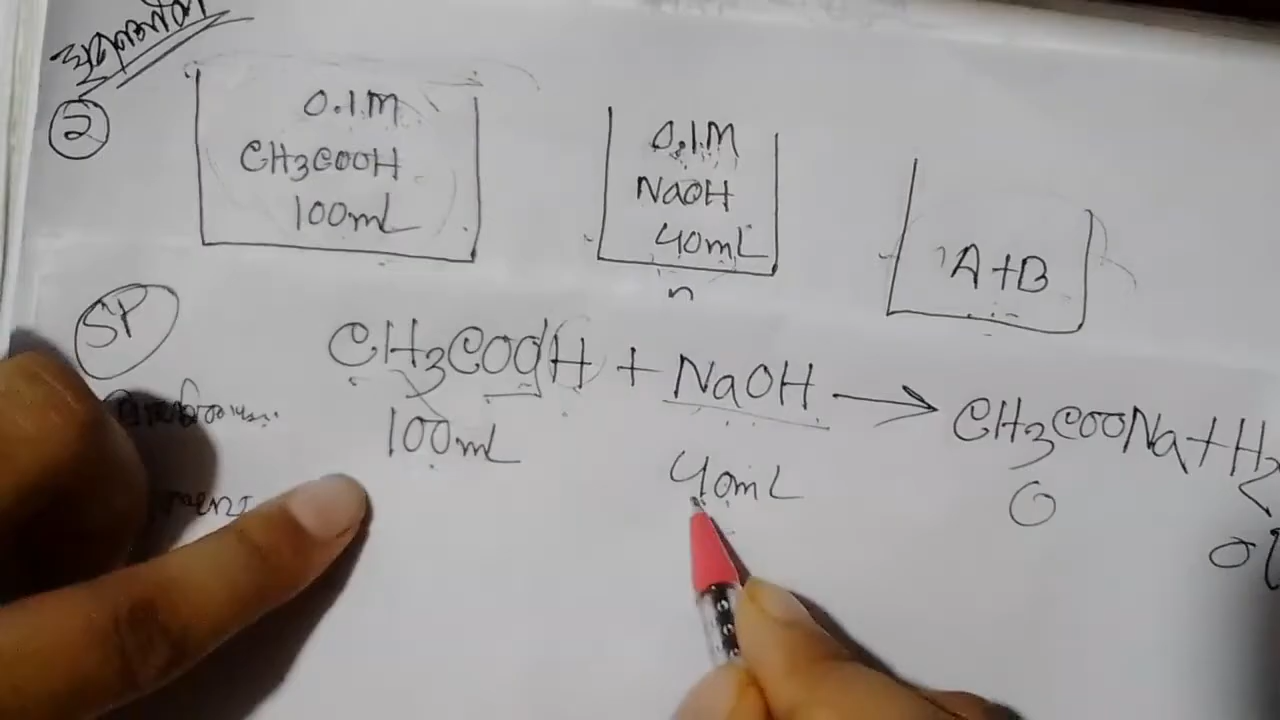 2
0.1M
CH3COOH
100mL
0.1M
NaOH
40mL
n
A+B
SP
CH3COOH + NaOH → CH3COONa + H2
100mL
40mL
0